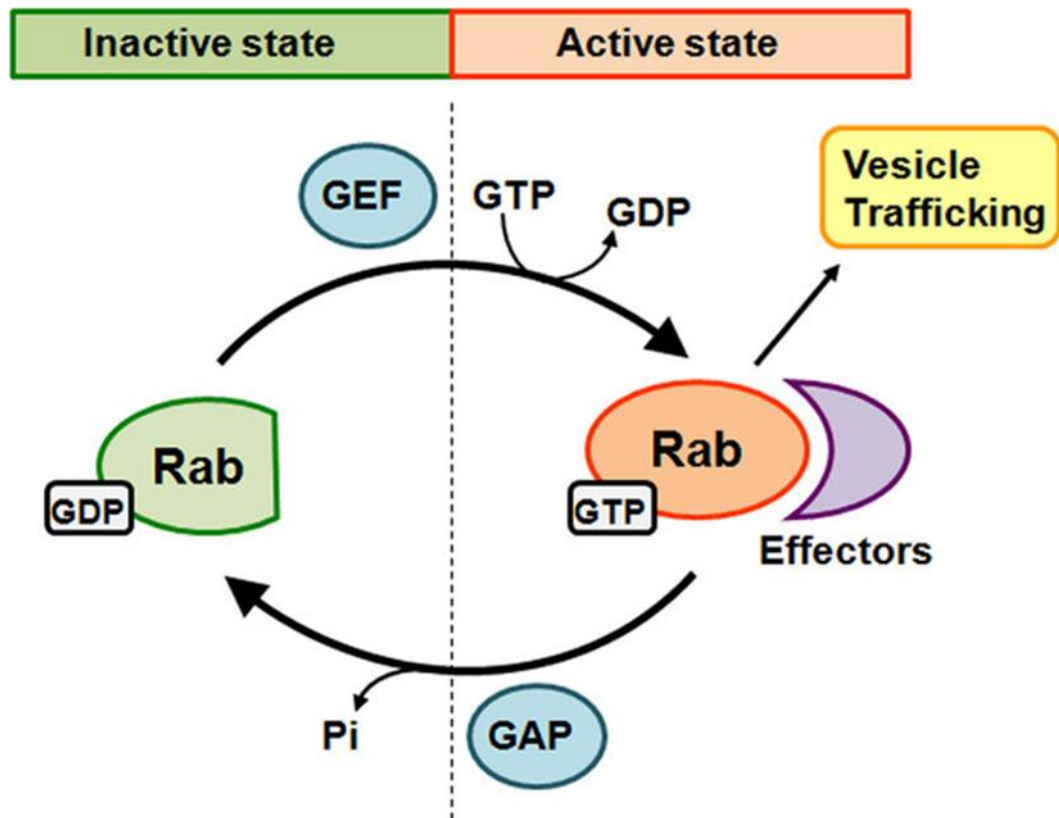 Inactive state
Active state
GEF
GTP
GDP
Vesicle
Trafficking
Rab
GDP
Rab
GTP
Effectors
Pi
GAP